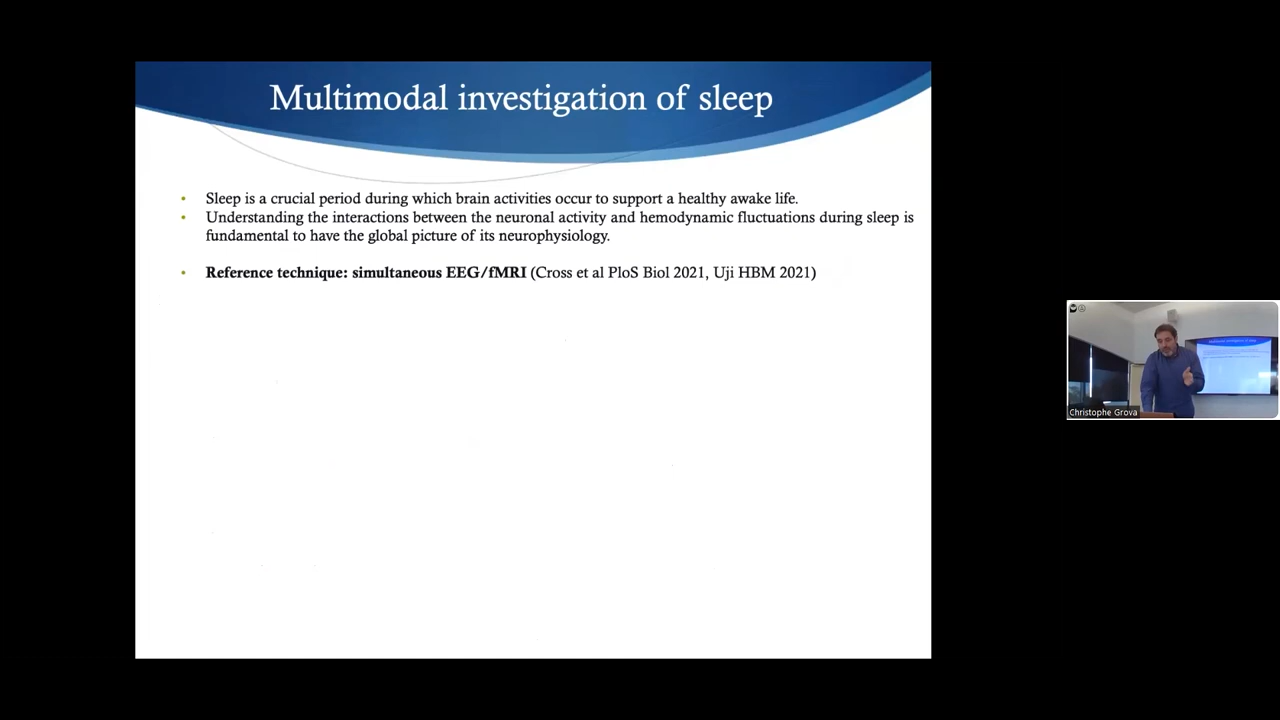 Multimodal investigation of sleep
• Sleep is a crucial period during which brain activities occur to support a healthy awake life.
• Understanding the interactions between the neuronal activity and hemodynamic fluctuations during sleep is
fundamental to have the global picture of its neurophysiology.
• Reference technique: simultaneous EEG/fMRI (Cross et al PloS Biol 2021, Uji HBM 2021)
Christophe Grova